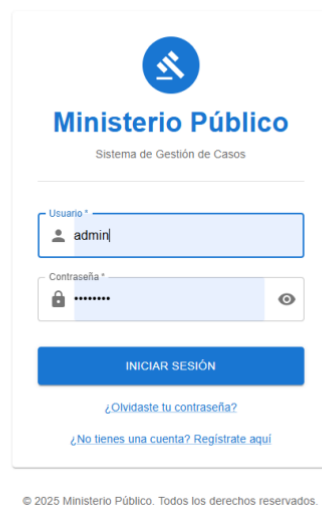 Ministerio Público
Sistema de Gestión de Casos
Usuario *
admin
Contraseña *
••••••••
INICIAR SESIÓN
¿Olvidaste tu contraseña?
¿No tienes una cuenta? Regístrate aquí
© 2025 Ministerio Público. Todos los derechos reservados.